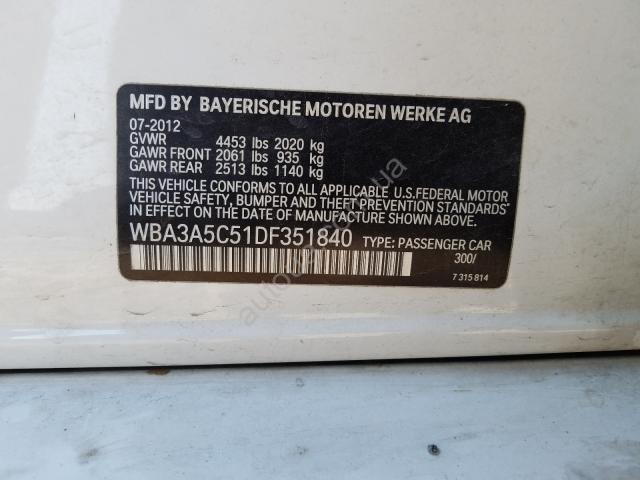 MFD BY BAYERISCHE MOTOREN WERKE AG
07-2012
GVWR 4453 lbs 2020 kg
GAWR FRONT 2061 lbs 935 kg
GAWR REAR 2513 lbs 1140 kg
THIS VEHICLE CONFORMS TO ALL APPLICABLE U.S.FEDERAL MOTOR
VEHICLE SAFETY, BUMPER AND THEFT PREVENTION STANDARDS
IN EFFECT ON THE DATE OF MANUFACTURE SHOWN ABOVE.
WBA3A5C51DF351840 TYPE: PASSENGER CAR
300/
7 315 814